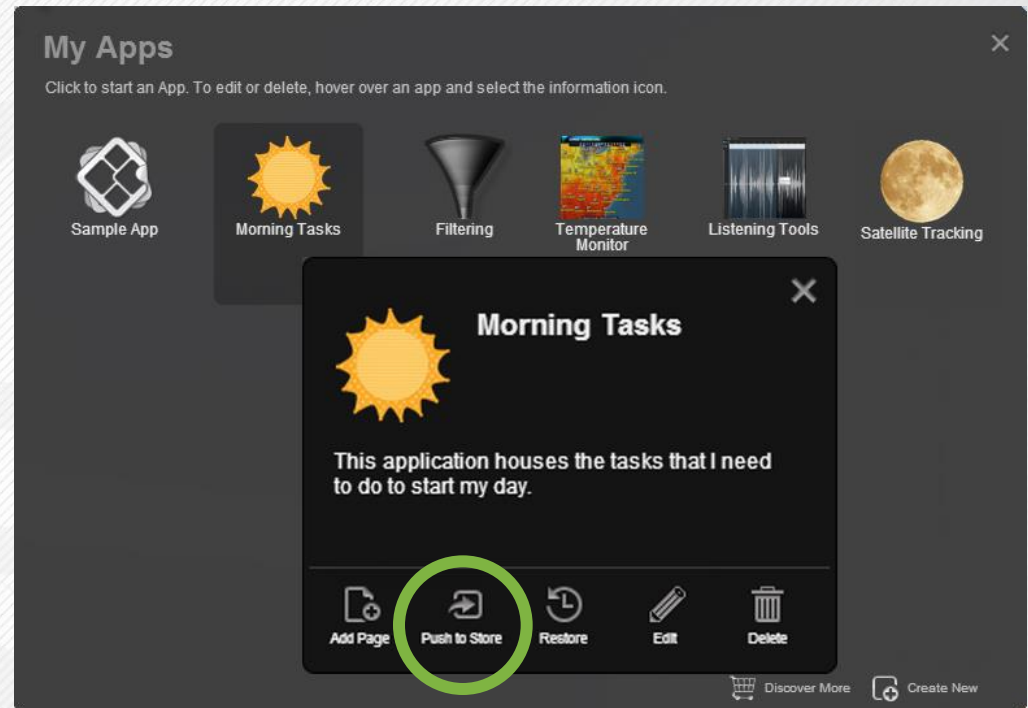 My Apps
Click to start an App. To edit or delete, hover over an app and select the information icon.
Sample App
Morning Tasks
Filtering
Temperature
Monitor
Listening Tools
Satellite Tracking
Morning Tasks
This application houses the tasks that I need
to do to start my day.
Add Page
Push to Store
Restore
Edit
Delete
Discover More
Create New